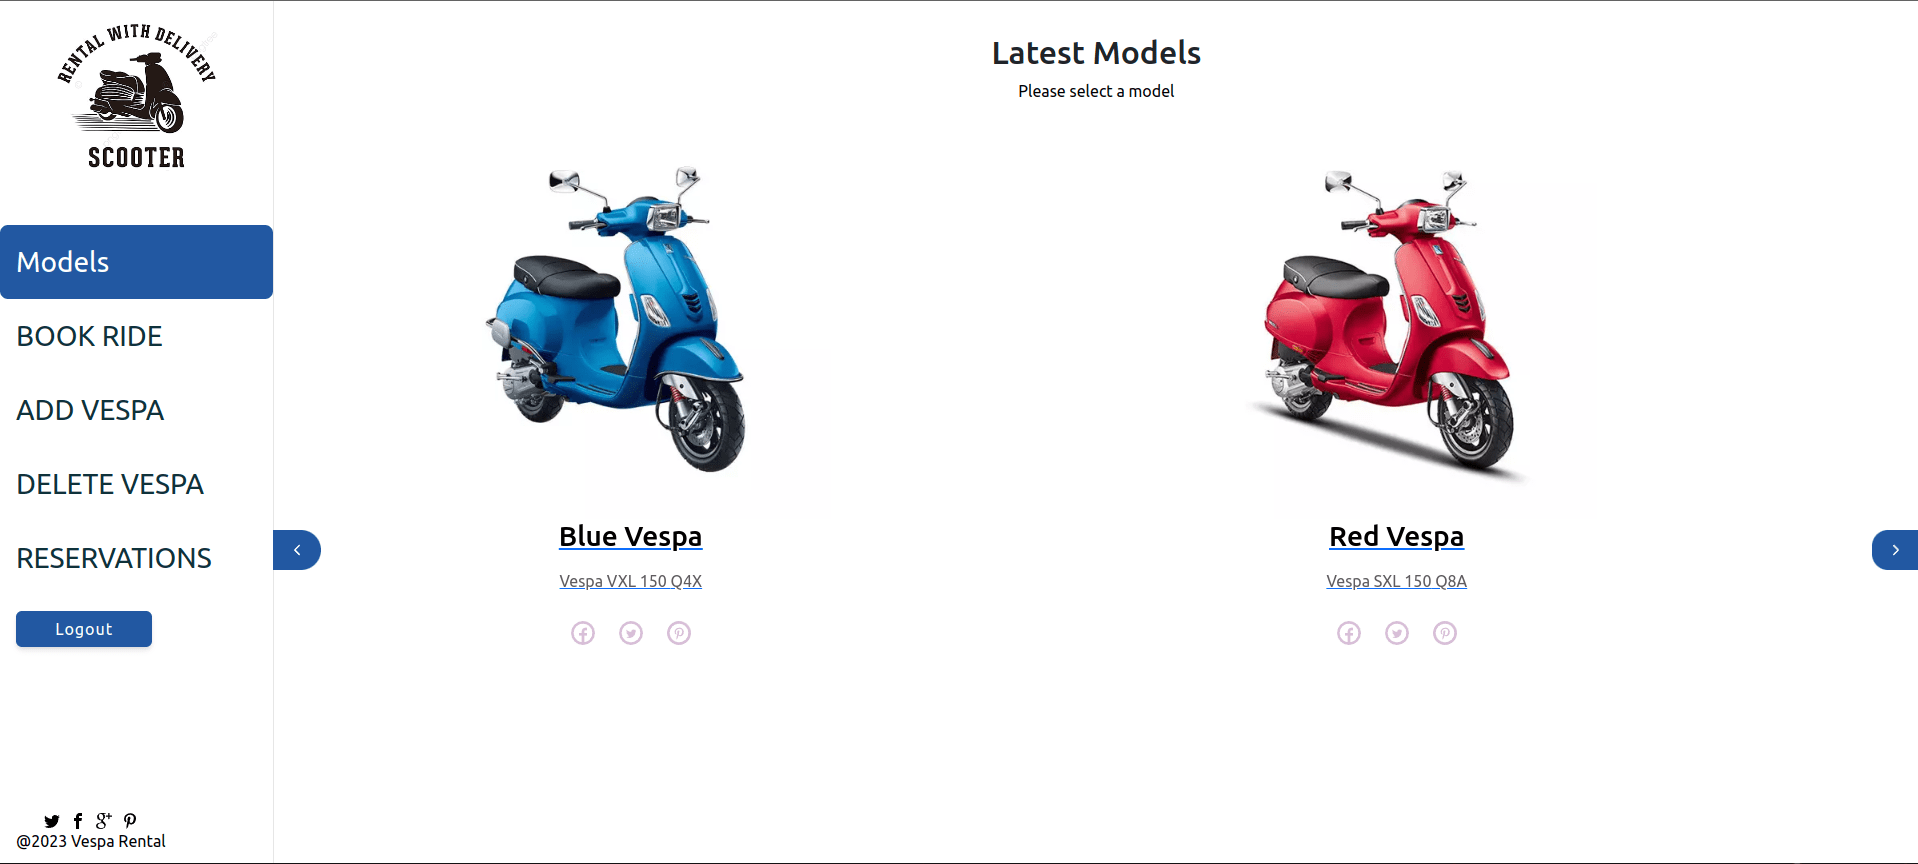 RENTAL WITH DELIVERY
SCOOTER
Models
BOOK RIDE
ADD VESPA
DELETE VESPA
RESERVATIONS
Logout
@2023 Vespa Rental
Latest Models
Please select a model
Blue Vespa
Vespa VXL 150 Q4X
Red Vespa
Vespa SXL 150 Q8A